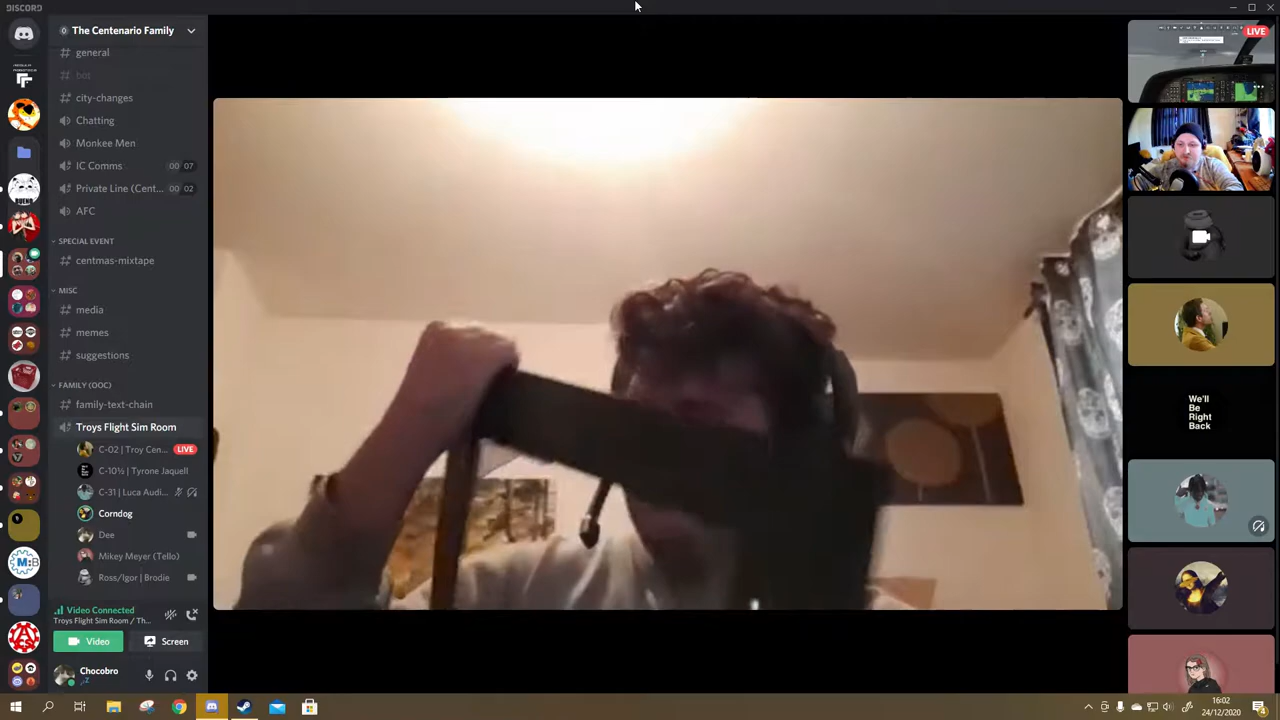 DISCORD
The Centenario Family
general
bot
city-changes
Chatting
Monkee Men
IC Comms 00 07
Private Line (Cent... 00 02
AFC
SPECIAL EVENT
centmas-mixtape
MISC
media
memes
suggestions
FAMILY (OOC)
family-text-chain
Troys Flight Sim Room
C-02 | Troy Cen... LIVE
C-10½ | Tyrone Jaquell
C-31 | Luca Audi...
Corndog
Dee
Mikey Meyer (Tello)
Ross/Igor | Brodie
Video Connected
Troys Flight Sim Room / Th...
Video Screen
Chocobro
LIVE
We'll
Be
Right
Back
BUENO
M:B
16:02
24/12/2020
4